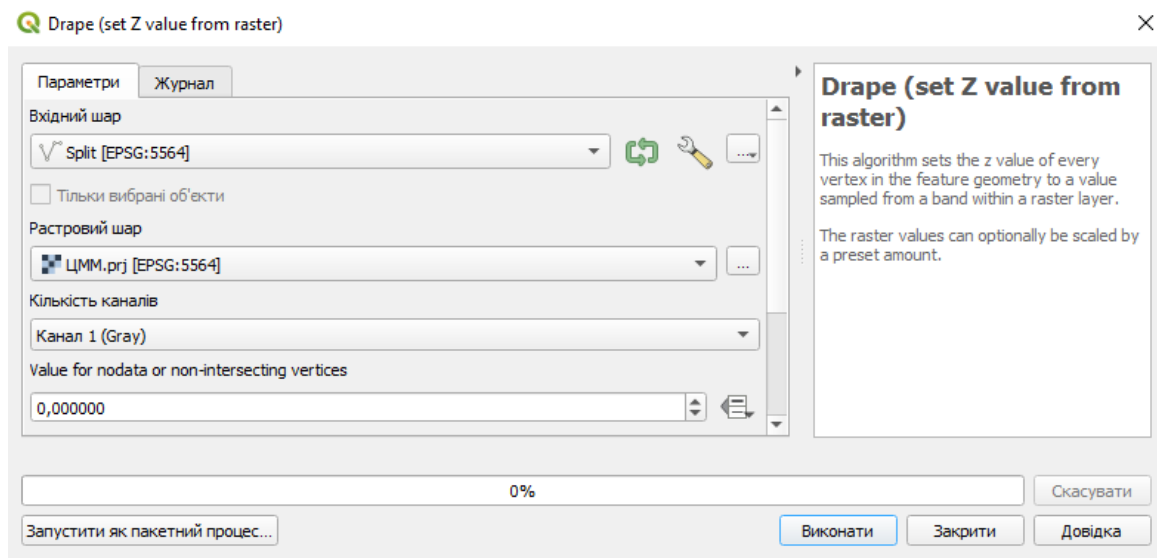 Drape (set Z value from raster)
Параметри
Журнал
Вхідний шар
Split [EPSG:5564]
...
Тільки вибрані об'єкти
Растровий шар
ЦММ.prj [EPSG:5564]
...
Кількість каналів
Канал 1 (Gray)
Value for nodata or non-intersecting vertices
0,000000
Drape (set Z value from
raster)
This algorithm sets the z value of every
vertex in the feature geometry to a value
sampled from a band within a raster layer.
The raster values can optionally be scaled by
a preset amount.
0%
Скасувати
Запустити як пакетний процес...
Виконати
Закрити
Довідка